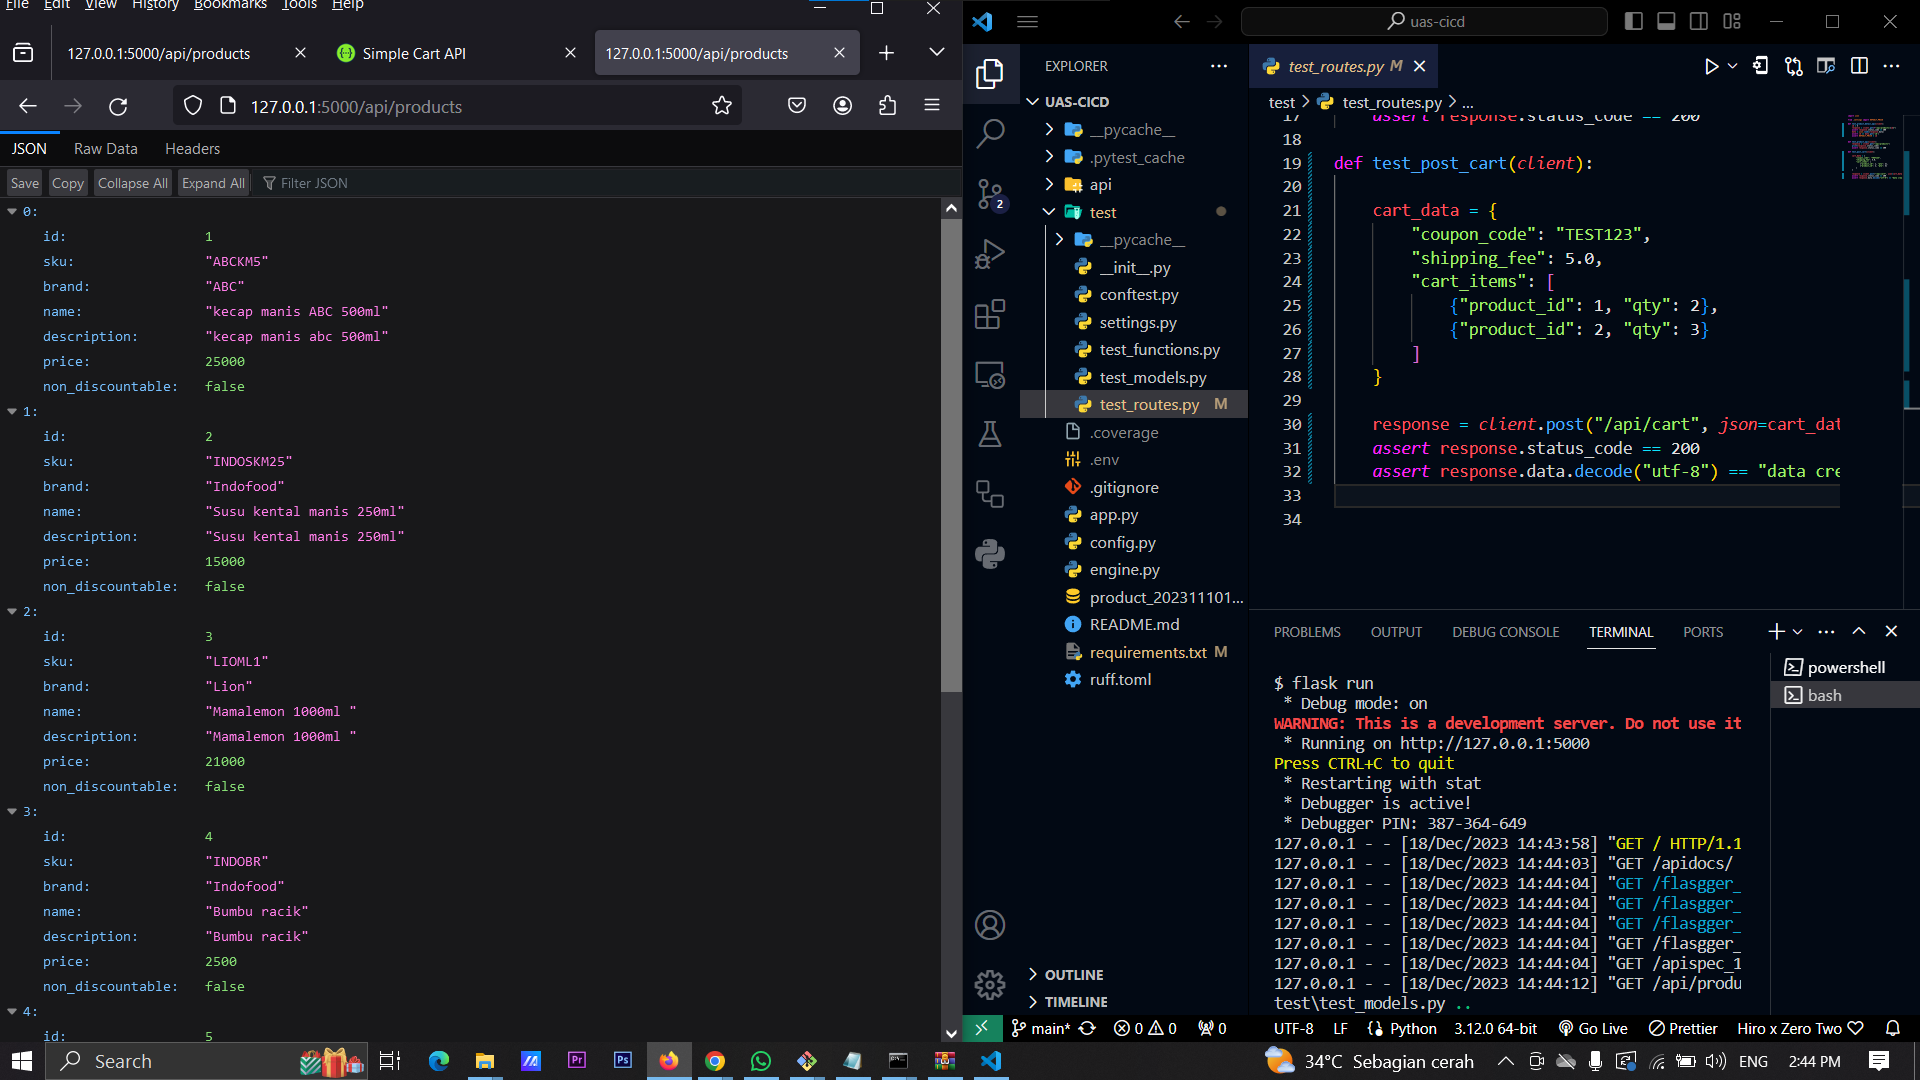 File Edit View History Bookmarks Tools Help
127.0.0.1:5000/api/products
Simple Cart API
127.0.0.1:5000/api/products
127.0.0.1:5000/api/products
JSON Raw Data Headers
Save Copy Collapse All Expand All Filter JSON
0:
id: 1
sku: "ABCKM5"
brand: "ABC"
name: "kecap manis ABC 500ml"
description: "kecap manis abc 500ml"
price: 25000
non_discountable: false
1:
id: 2
sku: "INDOSKM25"
brand: "Indofood"
name: "Susu kental manis 250ml"
description: "Susu kental manis 250ml"
price: 15000
non_discountable: false
2:
id: 3
sku: "LIOML1"
brand: "Lion"
name: "Mamalemon 1000ml "
description: "Mamalemon 1000ml "
price: 21000
non_discountable: false
3:
id: 4
sku: "INDOBR"
brand: "Indofood"
name: "Bumbu racik"
description: "Bumbu racik"
price: 2500
non_discountable: false
4:
id: 5
uas-cicd
EXPLORER
UAS-CICD
__pycache__
.pytest_cache
api
test
__pycache__
__init__.py
conftest.py
settings.py
test_functions.py
test_models.py
test_routes.py M
.coverage
.env
.gitignore
app.py
config.py
engine.py
product_202311101...
README.md
requirements.txt M
ruff.toml
OUTLINE
TIMELINE
2
test_routes.py M
test > test_routes.py > ...
17 assert response.status_code == 200
18
19 def test_post_cart(client):
20
21 cart_data = {
22 "coupon_code": "TEST123",
23 "shipping_fee": 5.0,
24 "cart_items": [
25 {"product_id": 1, "qty": 2},
26 {"product_id": 2, "qty": 3}
27 ]
28 }
29
30 response = client.post("/api/cart", json=cart_dat
31 assert response.status_code == 200
32 assert response.data.decode("utf-8") == "data cre
33
34
PROBLEMS OUTPUT DEBUG CONSOLE TERMINAL PORTS
powershell
bash
$ flask run
* Debug mode: on
WARNING: This is a development server. Do not use it
* Running on http://127.0.0.1:5000
Press CTRL+C to quit
* Restarting with stat
* Debugger is active!
* Debugger PIN: 387-364-649
127.0.0.1 - - [18/Dec/2023 14:43:58] "GET / HTTP/1.1
127.0.0.1 - - [18/Dec/2023 14:44:03] "GET /apidocs/
127.0.0.1 - - [18/Dec/2023 14:44:04] "GET /flasgger_
127.0.0.1 - - [18/Dec/2023 14:44:04] "GET /flasgger_
127.0.0.1 - - [18/Dec/2023 14:44:04] "GET /flasgger_
127.0.0.1 - - [18/Dec/2023 14:44:04] "GET /flasgger_
127.0.0.1 - - [18/Dec/2023 14:44:04] "GET /apispec_1
127.0.0.1 - - [18/Dec/2023 14:44:12] "GET /api/produ
test\test_models.py ..
main* 0 0 0 UTF-8 LF Python 3.12.0 64-bit Go Live Prettier Hiro x Zero Two
Search 34°C Sebagian cerah ENG 2:44 PM